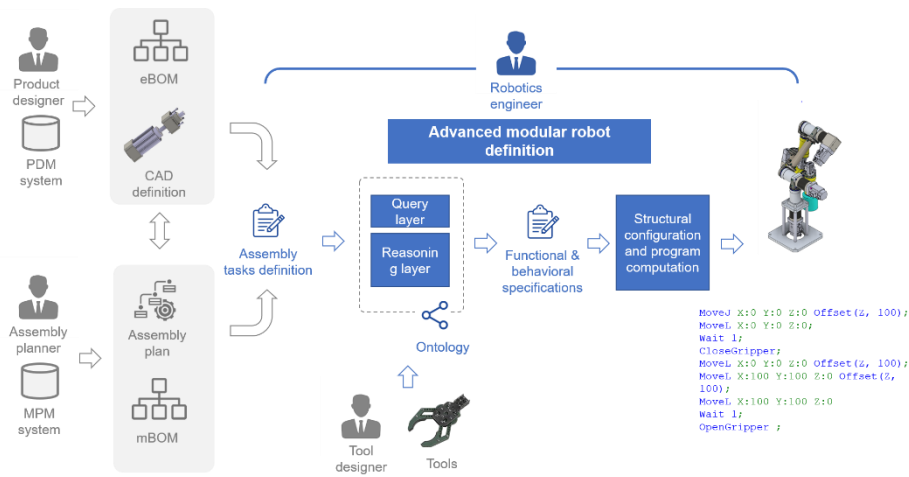 Product
designer
PDM
system
eBOM
CAD
definition
Robotics
engineer
Advanced modular robot
definition
Assembly
tasks definition
Query
layer
Reasonin
g layer
Ontology
Functional &
behavioral
specifications
Structural
configuration
and program
computation
Assembly
planner
MPM
system
Assembly
plan
mBOM
Tool
designer
Tools
MoveJ X:0 Y:0 Z:0 Offset(Z, 100);
MoveL X:0 Y:0 Z:0;
Wait 1;
CloseGripper;
MoveL X:0 Y:0 Z:0 Offset(Z, 100);
MoveL X:100 Y:100 Z:0 Offset(Z,
100);
MoveL X:100 Y:100 Z:0
Wait 1;
OpenGripper ;